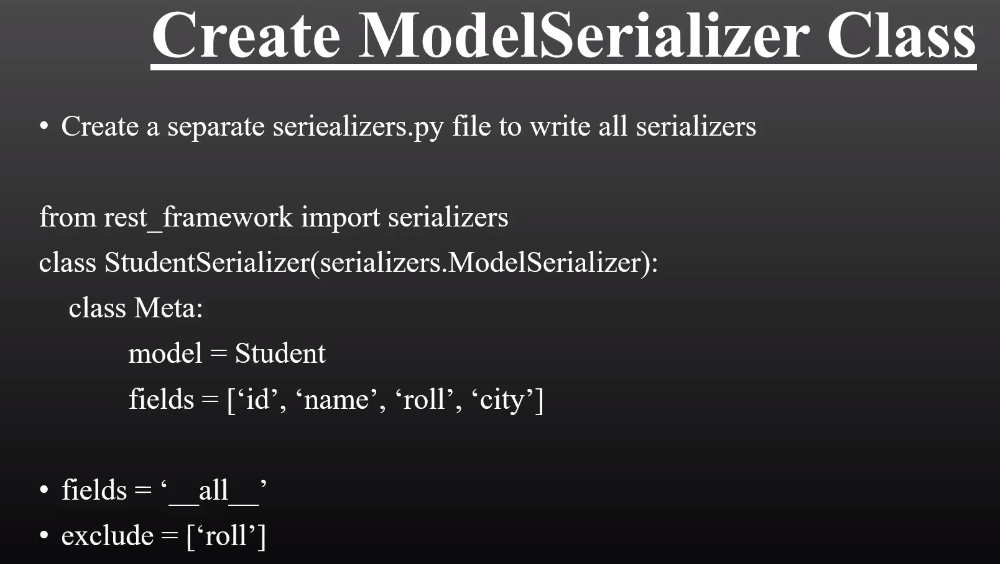 Create ModelSerializer Class
• Create a separate seriealizers.py file to write all serializers
from rest_framework import serializers
class StudentSerializer(serializers.ModelSerializer):
class Meta:
model = Student
fields = [‘id’, ‘name’, ‘roll’, ‘city’]
• fields = ‘__all__’
• exclude = [‘roll’]